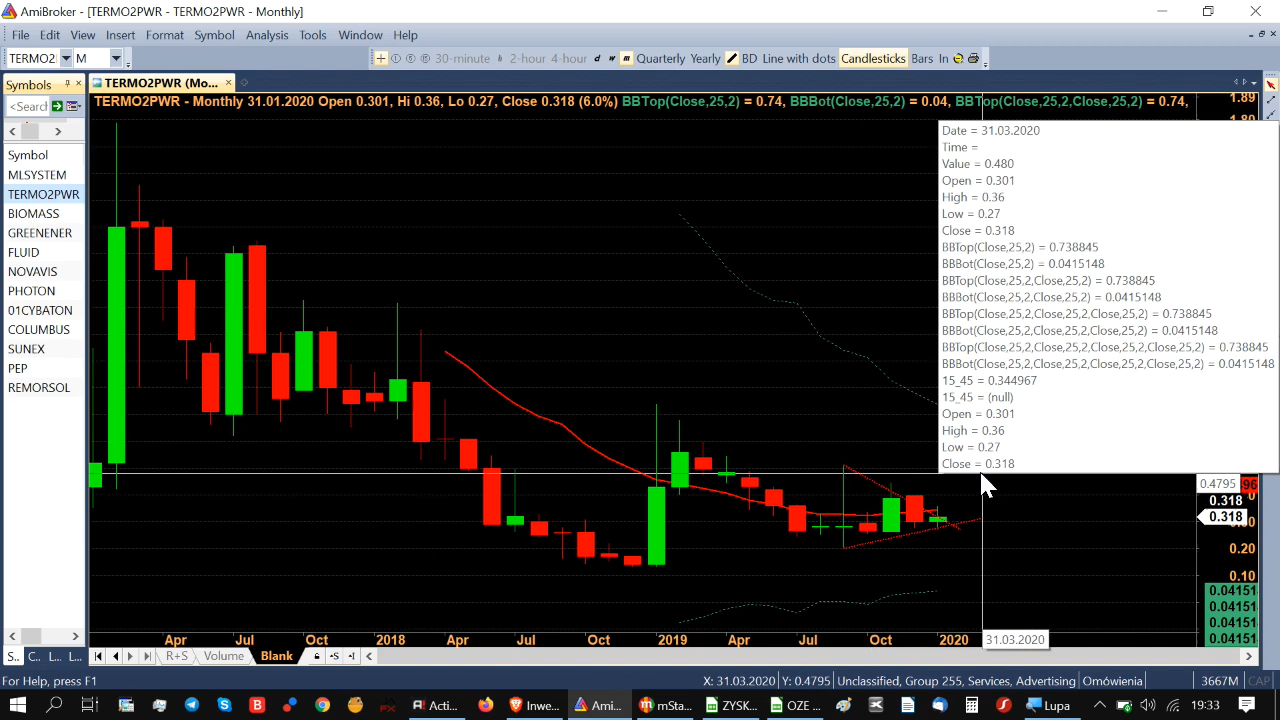 AmiBroker - [TERMO2PWR - TERMO2PWR - Monthly]
File Edit View Insert Format Symbol Analysis Tools Window Help
TERMO2 M 30-minute h 2-hour 4-hour d w m Quarterly Yearly BD Line with dots Candlesticks Bars In
Symbols
TERMO2PWR (Mo...
<Searc
TERMO2PWR - Monthly 31.01.2020 Open 0.301, Hi 0.36, Lo 0.27, Close 0.318 (6.0%) BBTop(Close,25,2) = 0.74, BBBot(Close,25,2) = 0.04, BBTop(Close,25,2,Close,25,2) = 0.74,
1.89
1.80
Symbol
MLSYSTEM
TERMO2PWR
BIOMASS
GREENENER
FLUID
NOVAVIS
PHOTON
01CYBATON
COLUMBUS
SUNEX
PEP
REMORSOL
Date = 31.03.2020
Time =
Value = 0.480
Open = 0.301
High = 0.36
Low = 0.27
Close = 0.318
BBTop(Close,25,2) = 0.738845
BBBot(Close,25,2) = 0.0415148
BBTop(Close,25,2,Close,25,2) = 0.738845
BBBot(Close,25,2,Close,25,2) = 0.0415148
BBTop(Close,25,2,Close,25,2,Close,25,2) = 0.738845
BBBot(Close,25,2,Close,25,2,Close,25,2) = 0.0415148
BBTop(Close,25,2,Close,25,2,Close,25,2,Close,25,2) = 0.738845
BBBot(Close,25,2,Close,25,2,Close,25,2,Close,25,2) = 0.0415148
15_45 = 0.344967
15_45 = (null)
Open = 0.301
High = 0.36
Low = 0.27
Close = 0.318
0.4795
0.318
0.318
0.20
0.10
0.04151
0.04151
0.04151
0.04151
Apr Jul Oct 2018 Apr Jul Oct 2019 Apr Jul Oct 2020
31.03.2020
S.. C.. L.. L..
R+S Volume Blank +S -I
For Help, press F1
X: 31.03.2020 Y: 0.4795 Unclassified, Group 255, Services, Advertising Omówienia 3667M CAP
Acti... Inwe... Ami... mSta... ZYSK... OZE ... Lupa 19:33